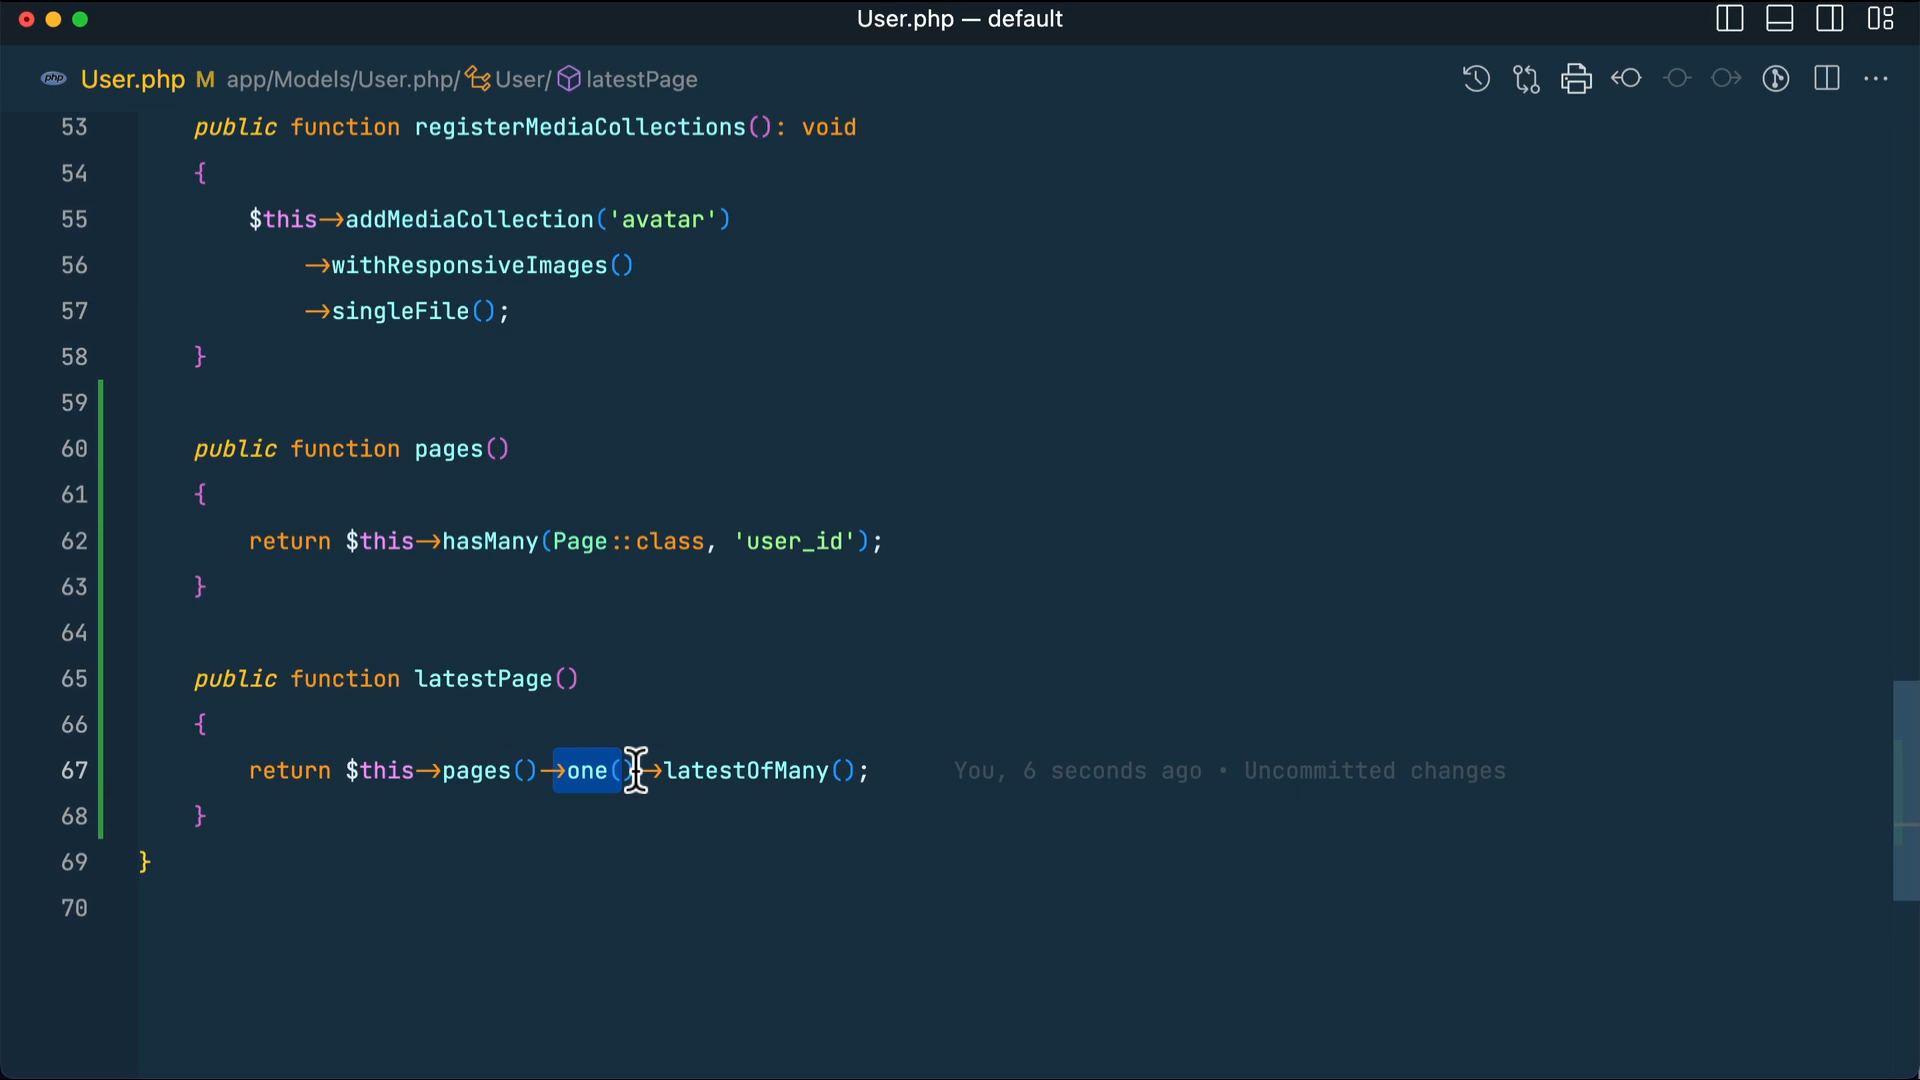 User.php — default
php User.php M app/Models/User.php/ User/ latestPage
53 public function registerMediaCollections(): void
54 {
55 $this->addMediaCollection('avatar')
56 ->withResponsiveImages()
57 ->singleFile();
58 }
59
60 public function pages()
61 {
62 return $this->hasMany(Page::class, 'user_id');
63 }
64
65 public function latestPage()
66 {
67 return $this->pages()->one()->latestOfMany(); You, 6 seconds ago • Uncommitted changes
68 }
69 }
70